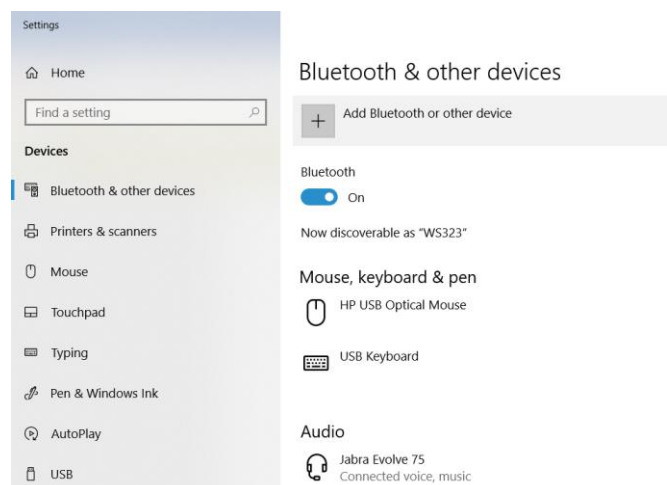 Settings
Home
Find a setting
Devices
Bluetooth & other devices
Printers & scanners
Mouse
Touchpad
Typing
Pen & Windows Ink
AutoPlay
USB
Bluetooth & other devices
Add Bluetooth or other device
Bluetooth
On
Now discoverable as "WS323"
Mouse, keyboard & pen
HP USB Optical Mouse
USB Keyboard
Audio
Jabra Evolve 75
Connected voice, music